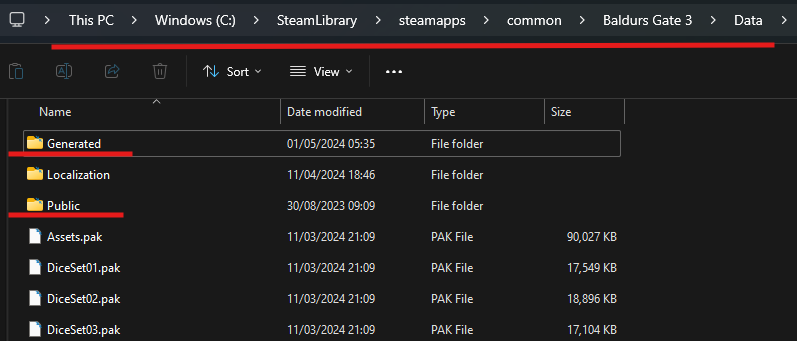 This PC > Windows (C:) > SteamLibrary > steamapps > common > Baldurs Gate 3 > Data >
Sort View ...
Name Date modified Type Size
Generated 01/05/2024 05:35 File folder
Localization 11/04/2024 18:46 File folder
Public 30/08/2023 09:09 File folder
Assets.pak 11/03/2024 21:09 PAK File 90,027 KB
DiceSet01.pak 11/03/2024 21:09 PAK File 17,549 KB
DiceSet02.pak 11/03/2024 21:09 PAK File 18,896 KB
DiceSet03.pak 11/03/2024 21:09 PAK File 17,104 KB